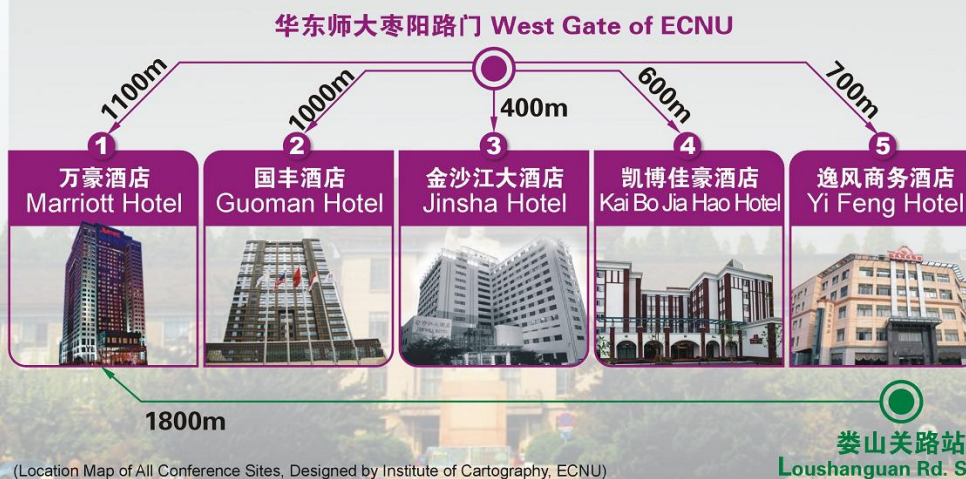 华东师大枣阳路门 West Gate of ECNU
1100m
1000m
400m
600m
700m
1
2
3
4
5
万豪酒店
Marriott Hotel
国丰酒店
Guoman Hotel
金沙江大酒店
Jinsha Hotel
凯博佳豪酒店
Kai Bo Jia Hao Hotel
逸风商务酒店
Yi Feng Hotel
1800m
娄山关路站
Loushanguan Rd. S
(Location Map of All Conference Sites, Designed by Institute of Cartography, ECNU)